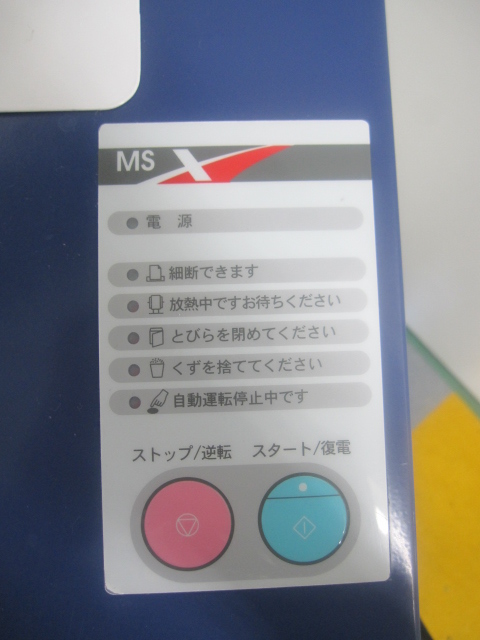 MS X
電 源
細断できます
放熱中ですお待ちください
とびらを閉めてください
くずを捨ててください
自動運転停止中です
ストップ/逆転 スタート/復電